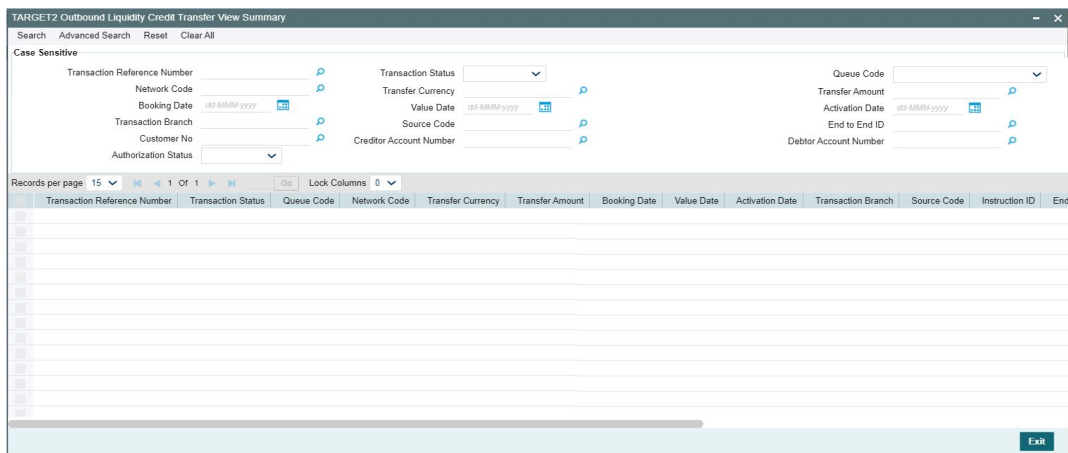 TARGET2 Outbound Liquidity Credit Transfer View Summary
Search Advanced Search Reset Clear All
Case Sensitive
Transaction Reference Number Transaction Status Queue Code
Network Code Transfer Currency Transfer Amount
Booking Date dd-MMM-yyyy Value Date dd-MMM-yyyy Activation Date dd-MMM-yyyy
Transaction Branch Source Code End to End ID
Customer No Creditor Account Number Debtor Account Number
Authorization Status
Records per page 15 1 Of 1 Go Lock Columns 0
Transaction Reference Number Transaction Status Queue Code Network Code Transfer Currency Transfer Amount Booking Date Value Date Activation Date Transaction Branch Source Code Instruction ID End
Exit